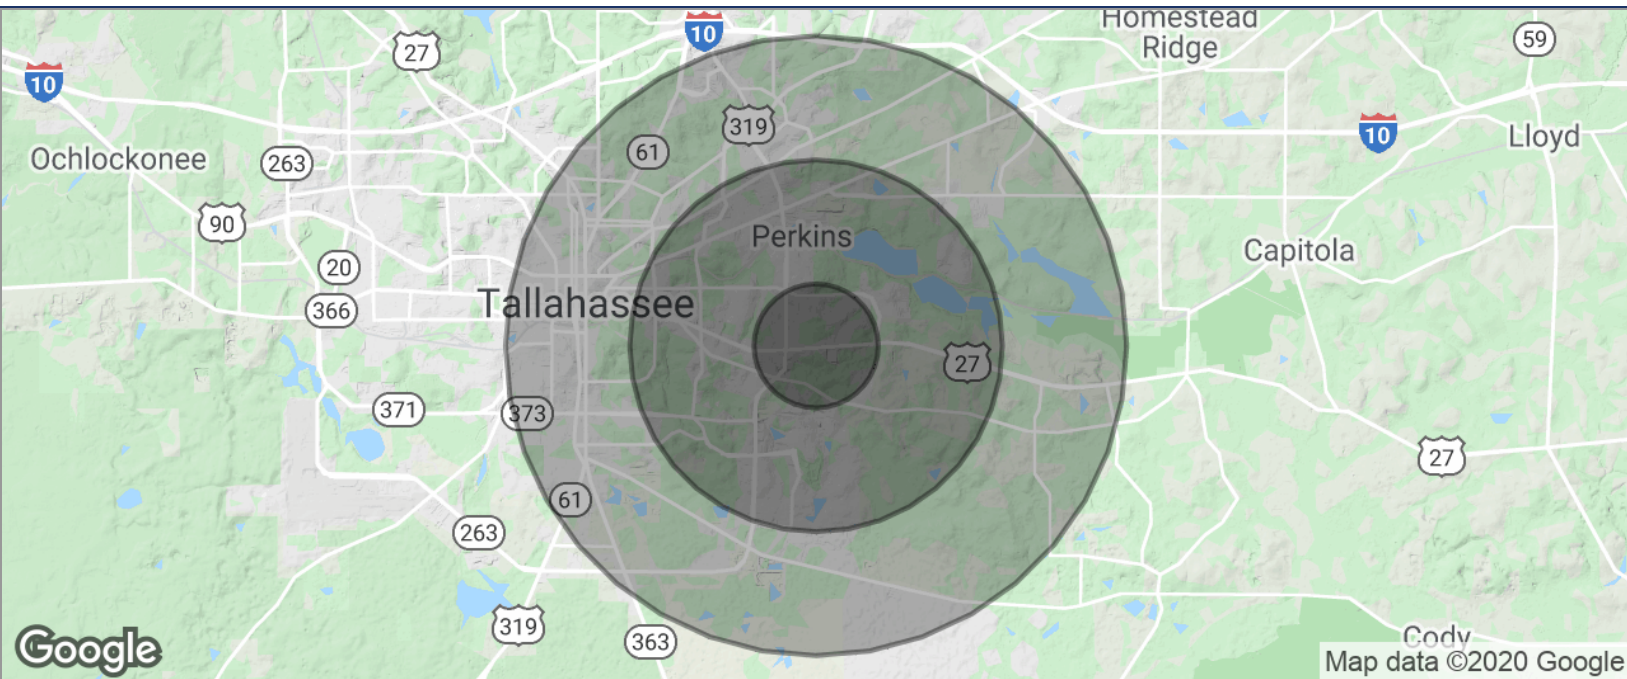 Homestead
Ridge
10
59
27
10
319
10
Lloyd
61
Ochlockonee
263
90
Perkins
Capitola
20
366
Tallahassee
27
371
373
27
61
263
319
363
Cody
Google
Map data ©2020 Google